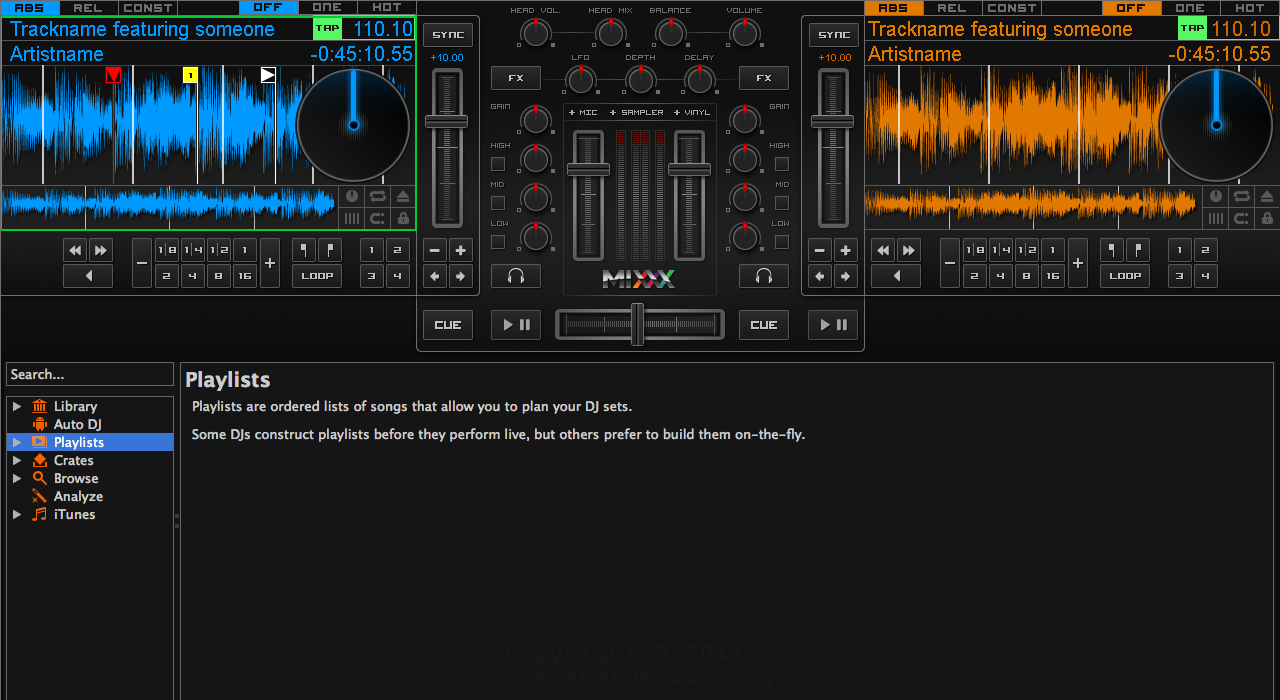 ABS REL CONST OFF ONE HOT
Trackname featuring someone TAP 110.10
Artistname -0:45:10.55
1
1|8 1|4 1|2 1
2 4 8 16
LOOP
1 2
3 4
SYNC
+10.00
CUE
HEAD VOL. HEAD MIX BALANCE VOLUME
LFO DEPTH DELAY
FX FX
GAIN GAIN
+ MIC + SAMPLER + VINYL
HIGH HIGH
MID MID
LOW LOW
MIXXX
CUE
SYNC
+10.00
ABS REL CONST OFF ONE HOT
Trackname featuring someone TAP 110.10
Artistname -0:45:10.55
1|8 1|4 1|2 1
2 4 8 16
LOOP
1 2
3 4
Search...
Library
Auto DJ
Playlists
Crates
Browse
Analyze
iTunes
Playlists
Playlists are ordered lists of songs that allow you to plan your DJ sets.
Some DJs construct playlists before they perform live, but others prefer to build them on-the-fly.
Copyright © 2011
s.brandt@mixxx.org